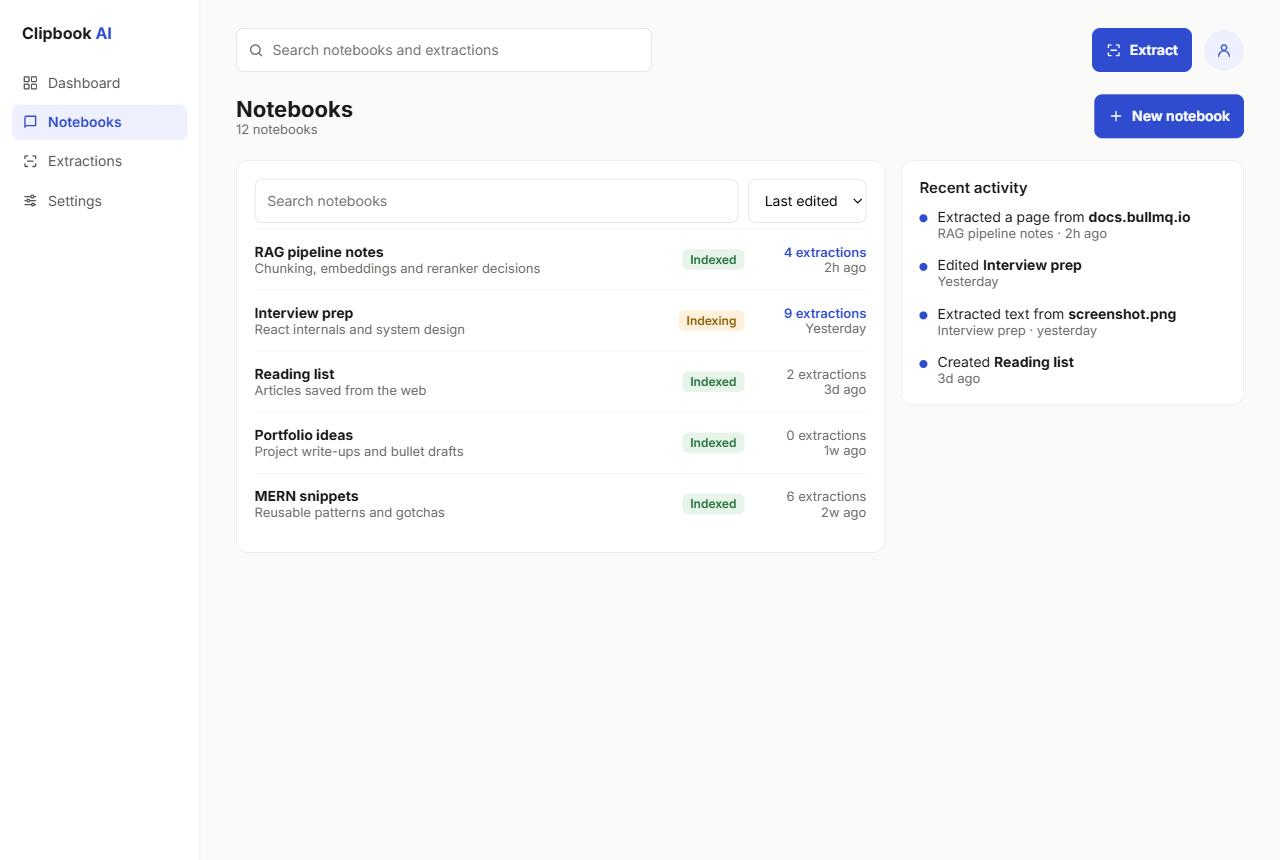 Clipbook AI
Dashboard
Notebooks
Extractions
Settings
Search notebooks and extractions
Extract
Notebooks
12 notebooks
New notebook
Search notebooks
Last edited
RAG pipeline notes
Chunking, embeddings and reranker decisions
Indexed
4 extractions
2h ago
Interview prep
React internals and system design
Indexing
9 extractions
Yesterday
Reading list
Articles saved from the web
Indexed
2 extractions
3d ago
Portfolio ideas
Project write-ups and bullet drafts
Indexed
0 extractions
1w ago
MERN snippets
Reusable patterns and gotchas
Indexed
6 extractions
2w ago
Recent activity
Extracted a page from docs.bullmq.io
RAG pipeline notes · 2h ago
Edited Interview prep
Yesterday
Extracted text from screenshot.png
Interview prep · yesterday
Created Reading list
3d ago